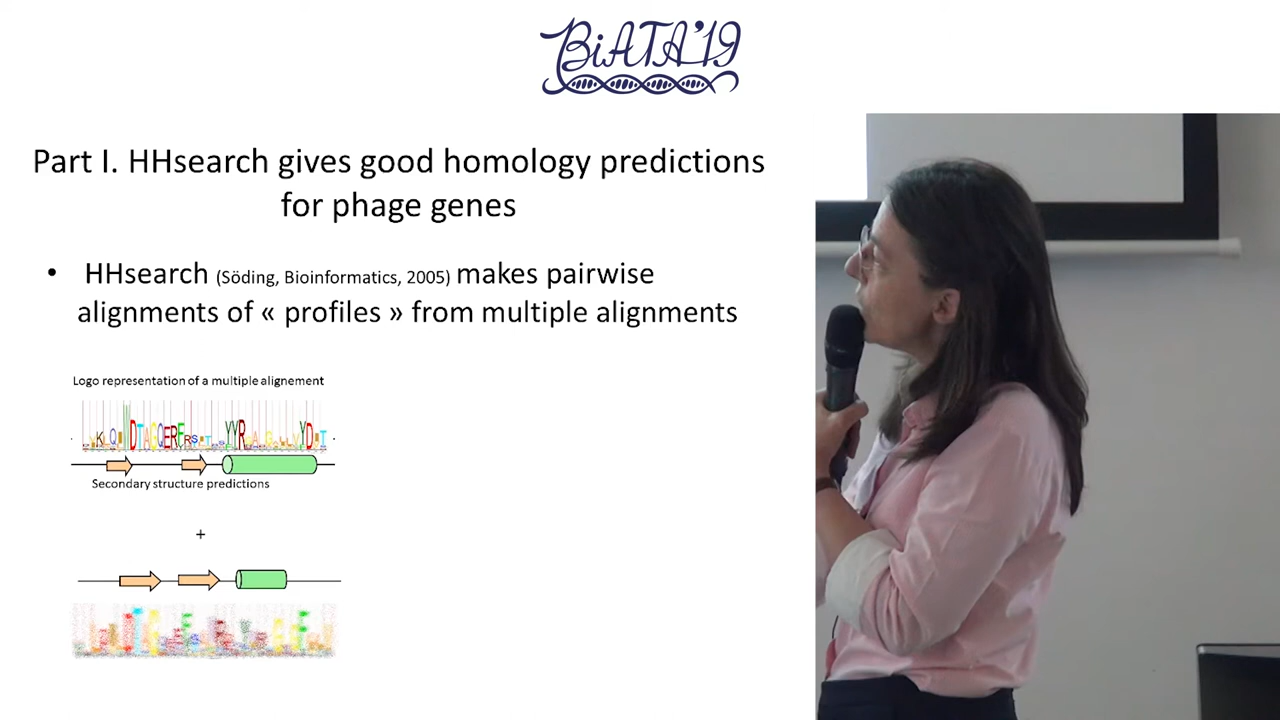 BiATA'19
Part I. HHsearch gives good homology predictions
for phage genes
• HHsearch (Söding, Bioinformatics, 2005) makes pairwise
alignments of « profiles » from multiple alignments
Logo representation of a multiple alignement
Secondary structure predictions
+